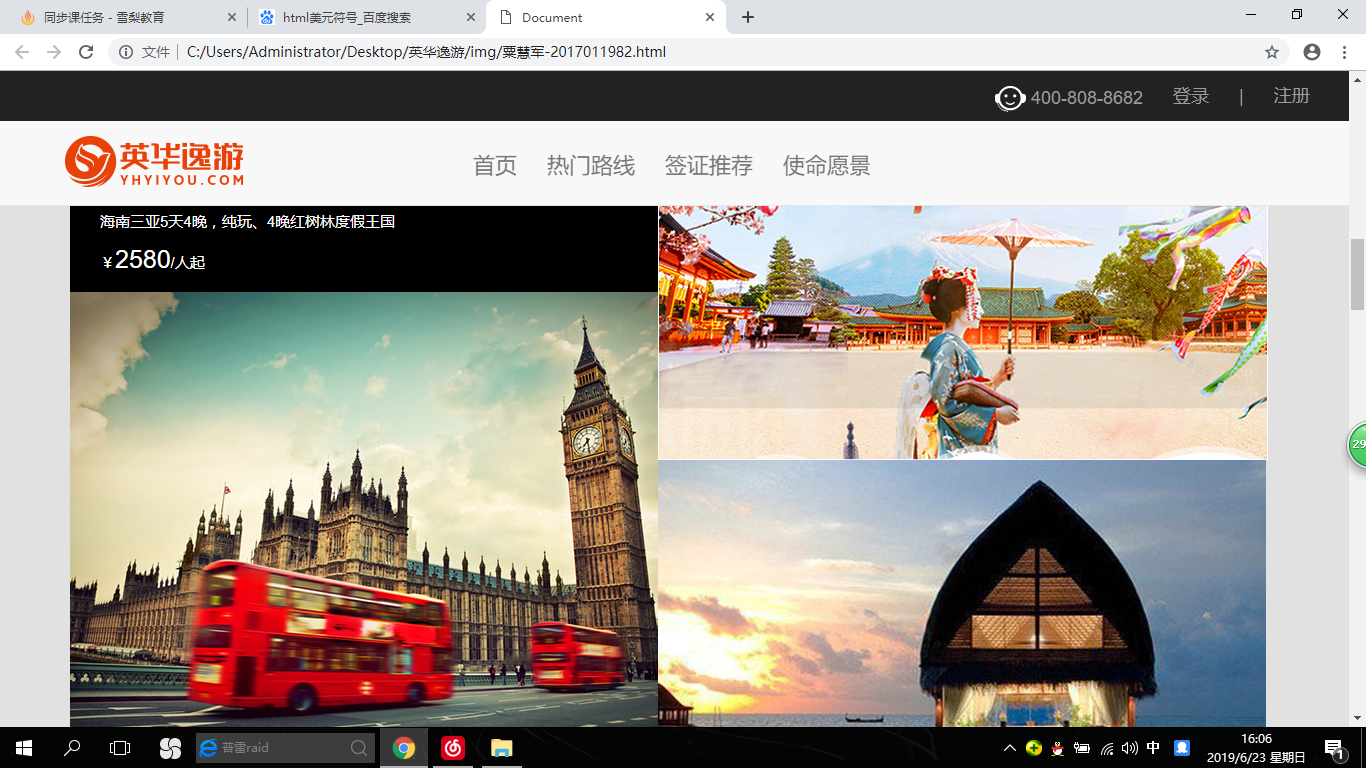 同步课任务 - 雪梨教育
html美元符号_百度搜索
Document
文件
C:/Users/Administrator/Desktop/英华逸游/img/粟慧军-2017011982.html
400-808-8682
登录
|
注册
英华逸游
YHYIYOU.COM
首页 热门路线 签证推荐 使命愿景
海南三亚5天4晚，纯玩、4晚红树林度假王国
￥2580/人起
29
普雷raid
中
16:06
2019/6/23 星期日
1